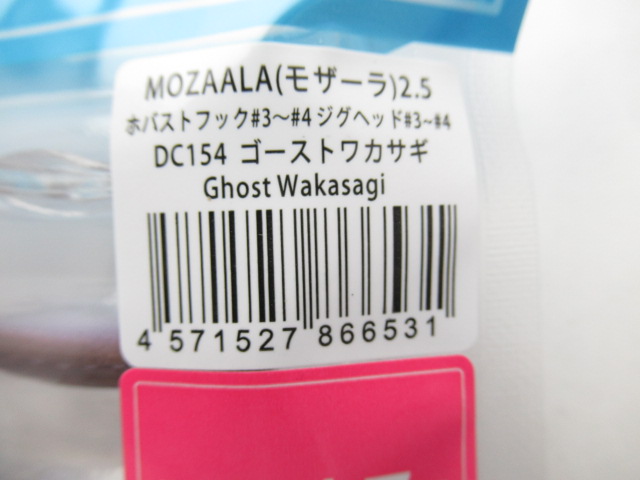 MOZAALA(モザーラ)2.5
ホバストフック#3～#4 ジグヘッド#3~#4
DC154 ゴーストワカサギ
Ghost Wakasagi
4 571527 866531